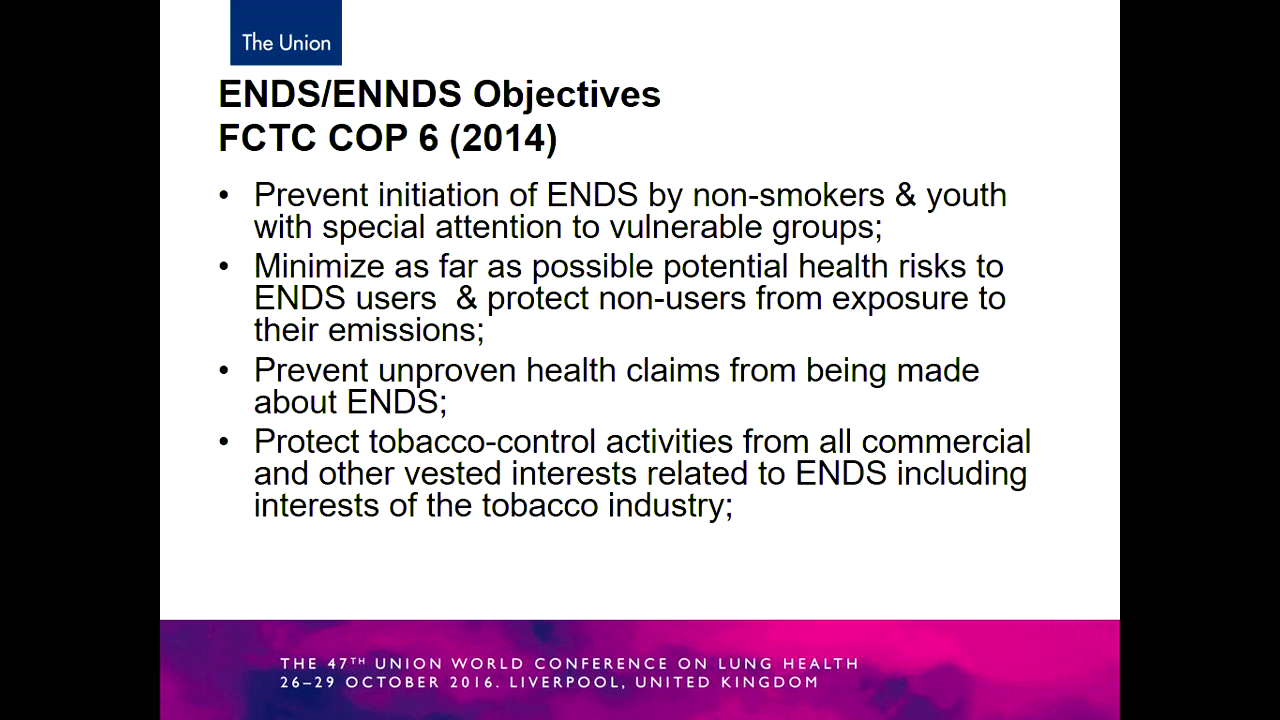 The Union
ENDS/ENNDS Objectives
FCTC COP 6 (2014)
• Prevent initiation of ENDS by non-smokers & youth
with special attention to vulnerable groups;
• Minimize as far as possible potential health risks to
ENDS users  & protect non-users from exposure to
their emissions;
• Prevent unproven health claims from being made
about ENDS;
• Protect tobacco-control activities from all commercial
and other vested interests related to ENDS including
interests of the tobacco industry;
THE 47TH UNION WORLD CONFERENCE ON LUNG HEALTH
26–29 OCTOBER 2016. LIVERPOOL, UNITED KINGDOM